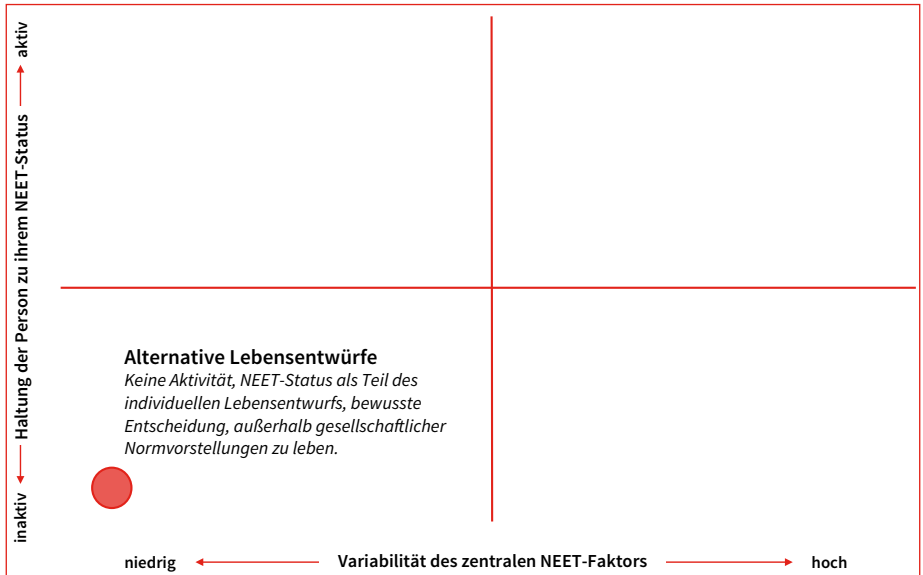 aktiv
Haltung der Person zu ihrem NEET-Status
inaktiv
Alternative Lebensentwürfe
Keine Aktivität, NEET-Status als Teil des
individuellen Lebensentwurfs, bewusste
Entscheidung, außerhalb gesellschaftlicher
Normvorstellungen zu leben.
niedrig
Variabilität des zentralen NEET-Faktors
hoch